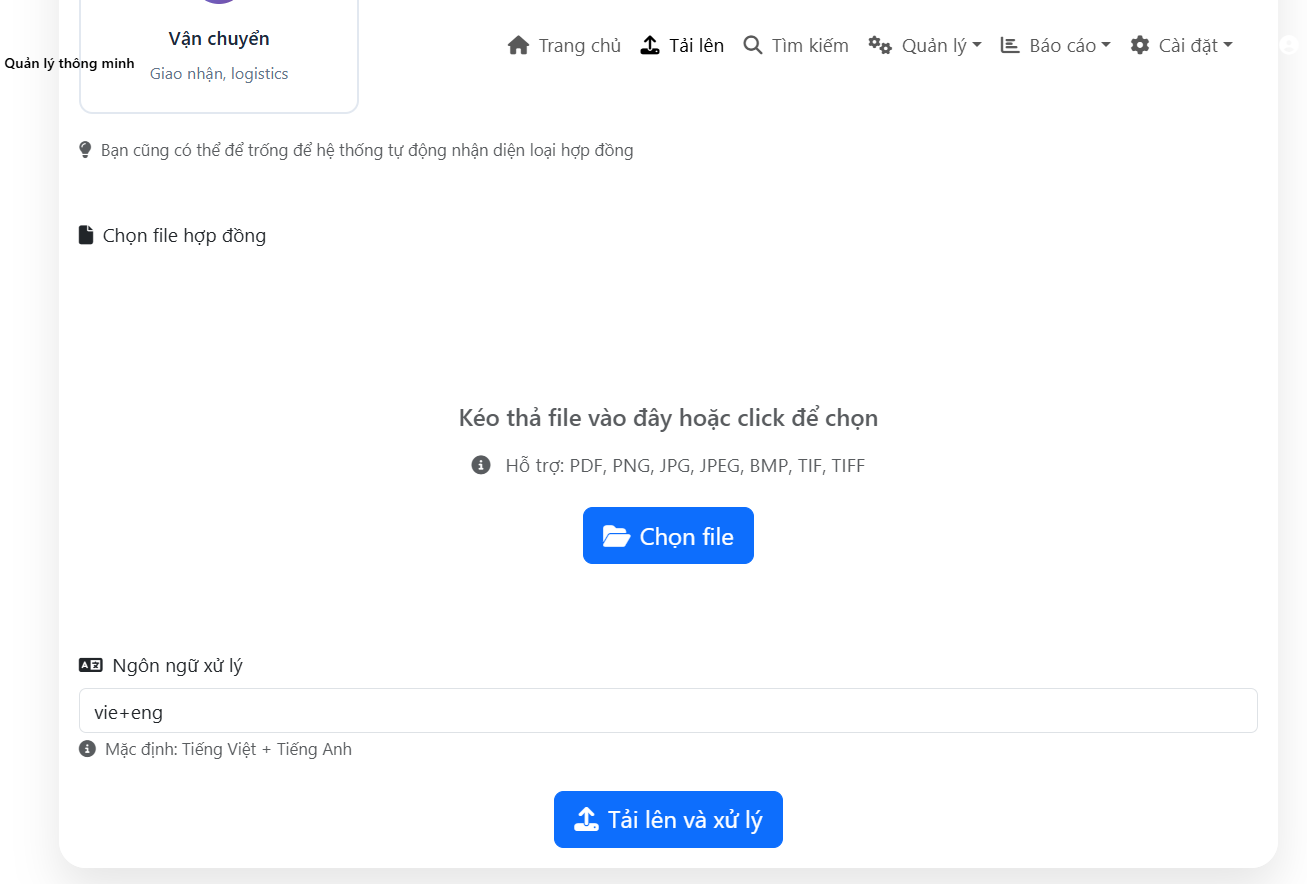 Vận chuyển
Giao nhận, logistics
Quản lý thông minh
Trang chủ Tải lên Tìm kiếm Quản lý Báo cáo Cài đặt
Bạn cũng có thể để trống để hệ thống tự động nhận diện loại hợp đồng
Chọn file hợp đồng
Kéo thả file vào đây hoặc click để chọn
Hỗ trợ: PDF, PNG, JPG, JPEG, BMP, TIF, TIFF
Chọn file
Ngôn ngữ xử lý
vie+eng
Mặc định: Tiếng Việt + Tiếng Anh
Tải lên và xử lý